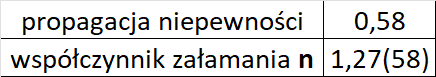 propagacja niepewności 0,58
współczynnik załamania n 1,27(58)